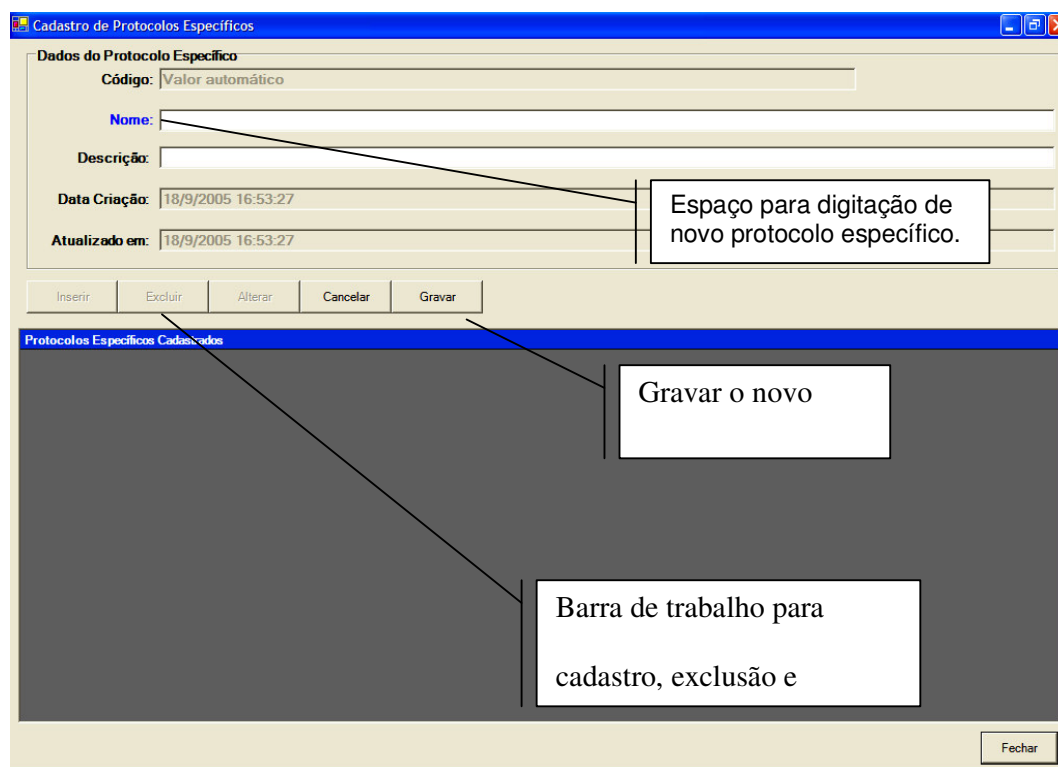 Cadastro de Protocolos Específicos
Dados do Protocolo Específico
Código: Valor automático
Nome:
Descrição:
Data Criação: 18/9/2005 16:53:27
Atualizado em: 18/9/2005 16:53:27
Espaço para digitação de
novo protocolo específico.
Inserir Excluir Alterar Cancelar Gravar
Protocolos Específicos Cadastrados
Gravar o novo
Barra de trabalho para
cadastro, exclusão e
Fechar